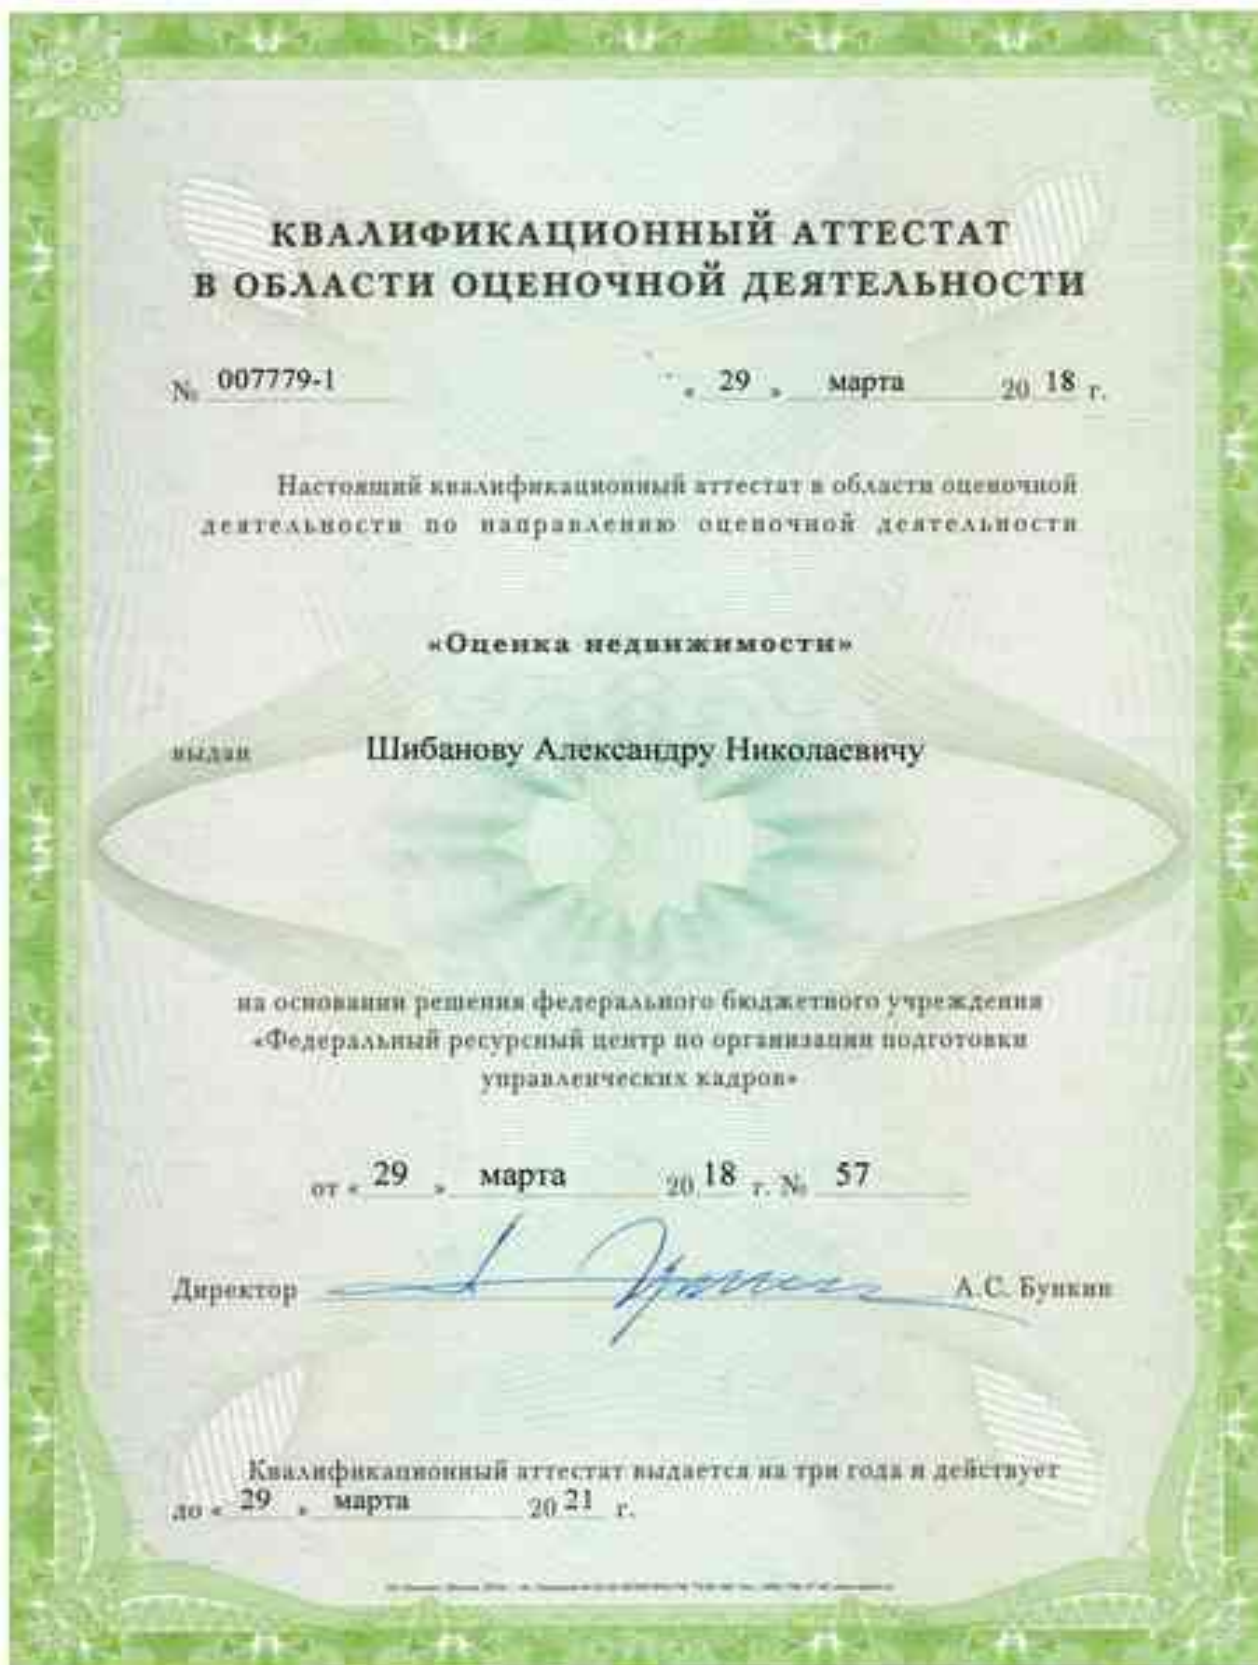 КВАЛИФИКАЦИОННЫЙ АТТЕСТАТ
В ОБЛАСТИ ОЦЕНОЧНОЙ ДЕЯТЕЛЬНОСТИ
№ 007779-1 « 29 » марта 20 18 г.
Настоящий квалификационный аттестат в области оценочной
деятельности по направлению оценочной деятельности
«Оценка недвижимости»
выдан Шибанову Александру Николаевичу
на основании решения федерального бюджетного учреждения
«Федеральный ресурсный центр по организации подготовки
управленческих кадров»
от « 29 » марта 20 18 г. № 57
Директор А.С. Бункин
Квалификационный аттестат выдается на три года и действует
до « 29 » марта 20 21 г.